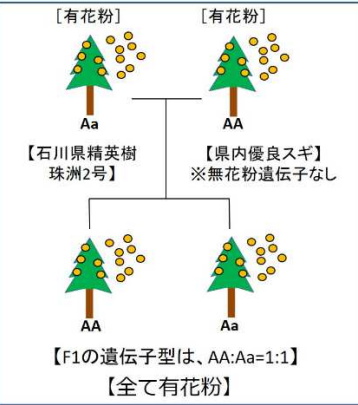 [有花粉] [有花粉]
Aa AA
【石川県精英樹 【県内優良スギ】
珠洲2号】 ※無花粉遺伝子なし
AA Aa
【F1の遺伝子型は、AA:Aa=1:1】
【全て有花粉】